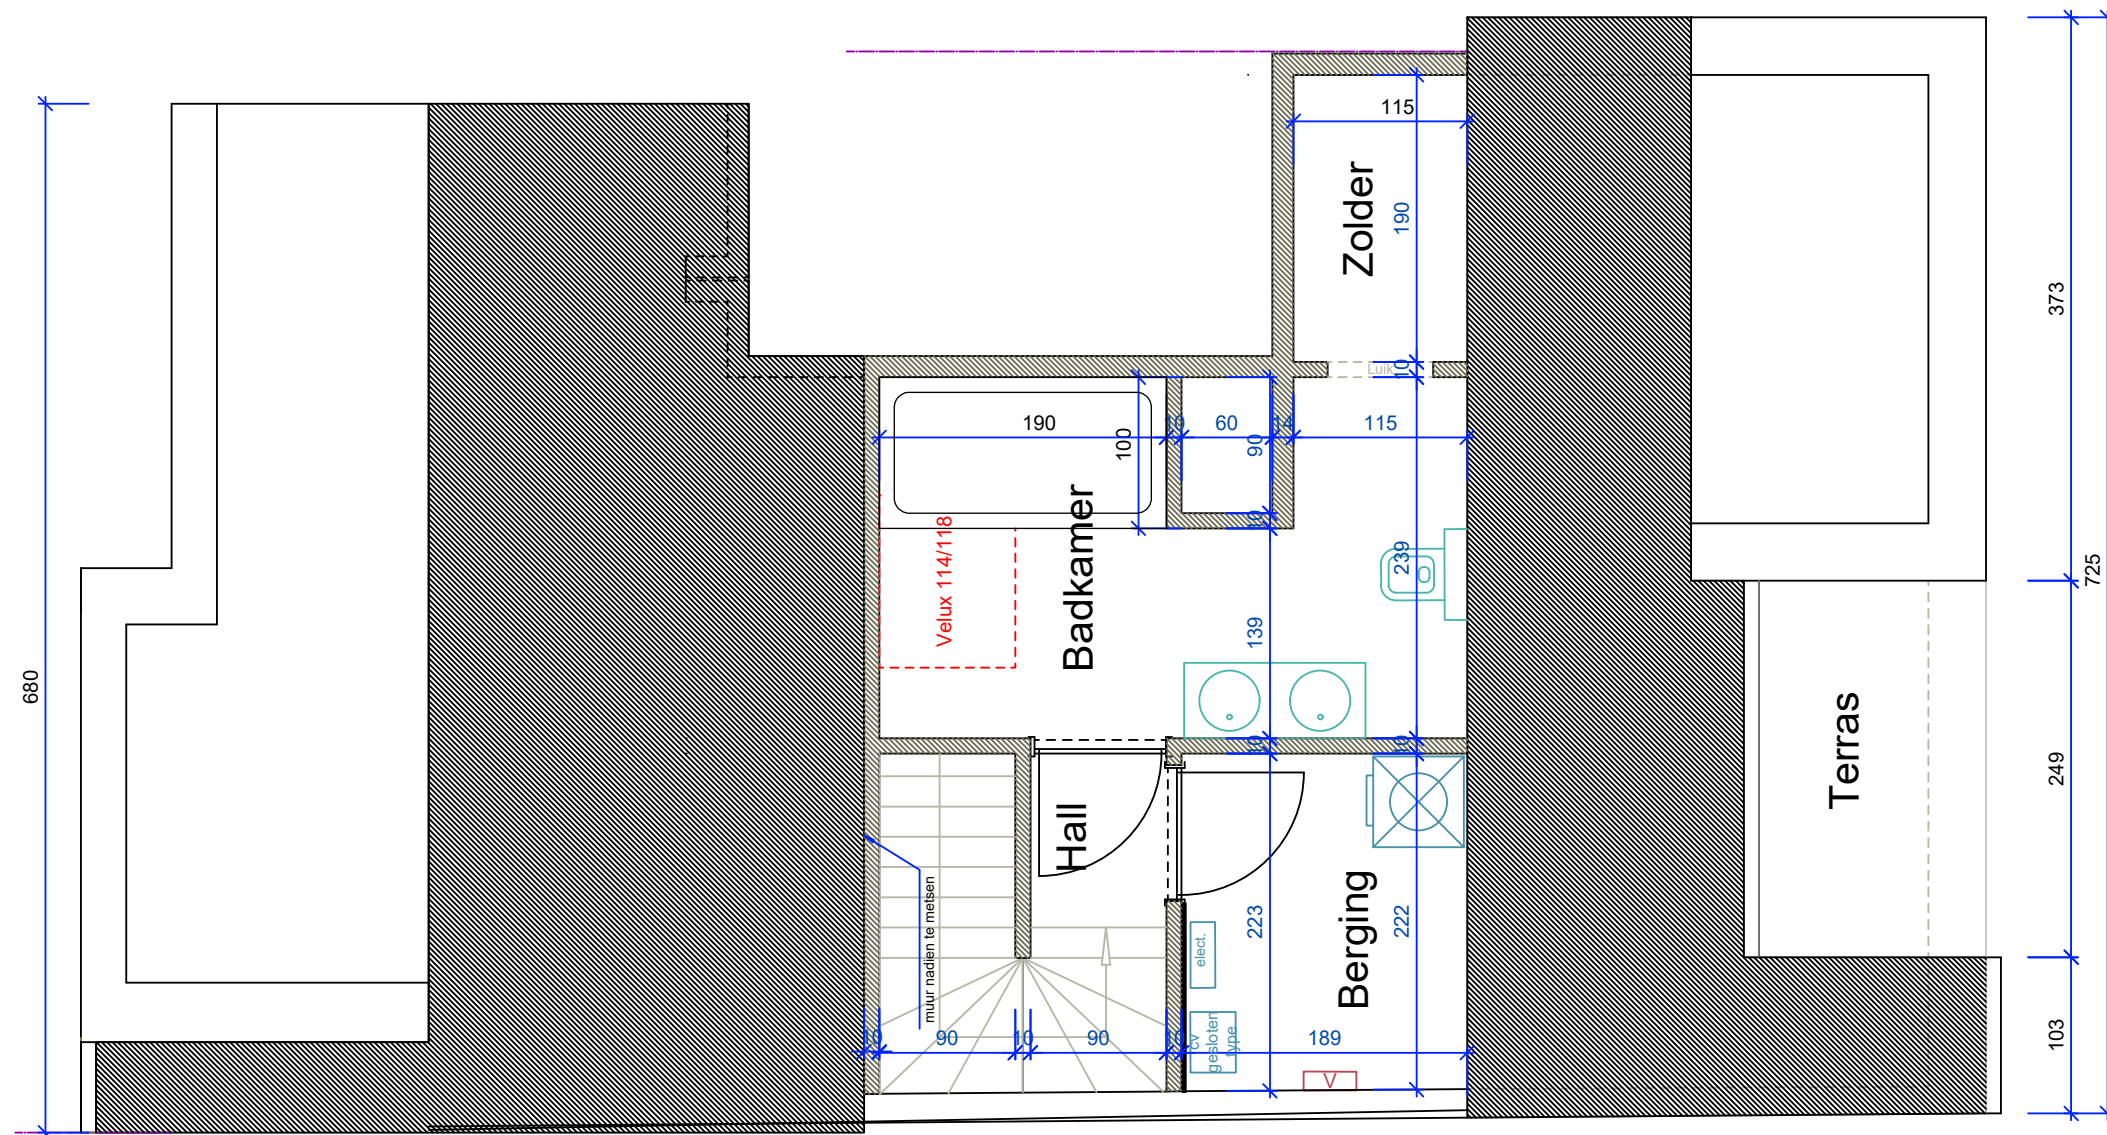 115
Zolder
190
373
725
Luik
10
190
10
60
14
115
100
90
10
239
Velux 114/118
Badkamer
139
680
10
10
Terras
249
Hall
muur nadien te metsen
Berging
223
222
elect.
cv
gesloten
type
10
90
10
90
10
189
V
103